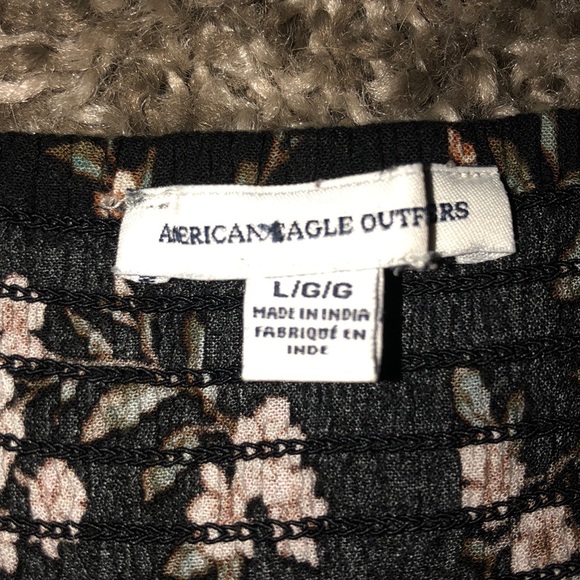 AMERICAN EAGLE OUTFITTERS
L/G/G
MADE IN INDIA
FABRIQUÉ EN
INDE